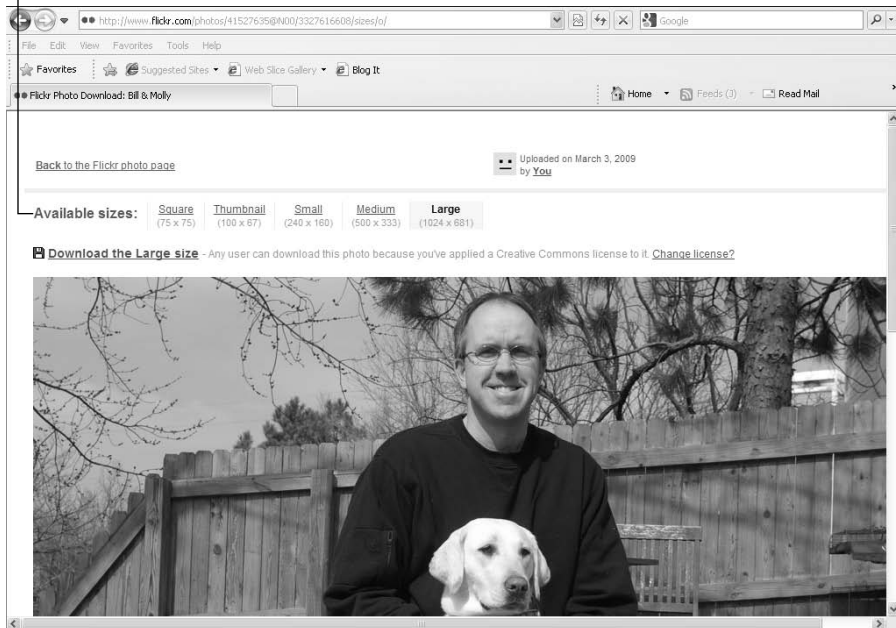 http://www.flickr.com/photos/41527635@N00/3327616608/sizes/o/
Google
File Edit View Favorites Tools Help
Favorites Suggested Sites Web Slice Gallery Blog It
Flickr Photo Download: Bill & Molly
Home Feeds (3) Read Mail
Back to the Flickr photo page
Uploaded on March 3, 2009
by You
Available sizes: Square Thumbnail Small Medium Large
(75 x 75) (100 x 67) (240 x 160) (500 x 333) (1024 x 681)
Download the Large size - Any user can download this photo because you've applied a Creative Commons license to it. Change license?